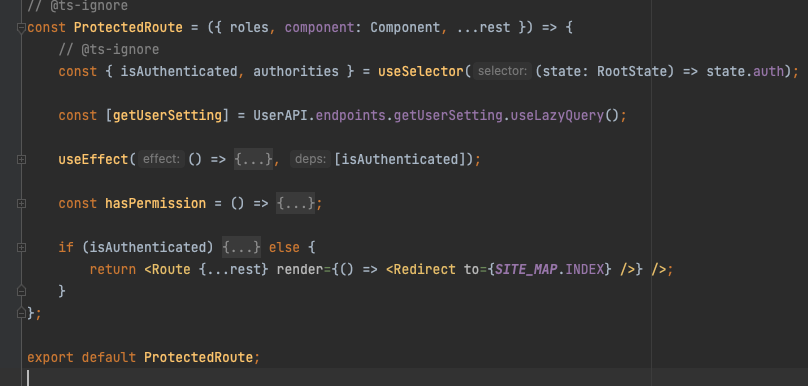 // @ts-ignore
const ProtectedRoute = ({ roles, component: Component, ...rest }) => {
// @ts-ignore
const { isAuthenticated, authorities } = useSelector( selector: (state: RootState) => state.auth);
const [getUserSetting] = UserAPI.endpoints.getUserSetting.useLazyQuery();
useEffect( effect: () => {...}, deps: [isAuthenticated]);
const hasPermission = () => {...};
if (isAuthenticated) {...} else {
return <Route {...rest} render={() => <Redirect to={SITE_MAP.INDEX} />} />;
}
};
export default ProtectedRoute;